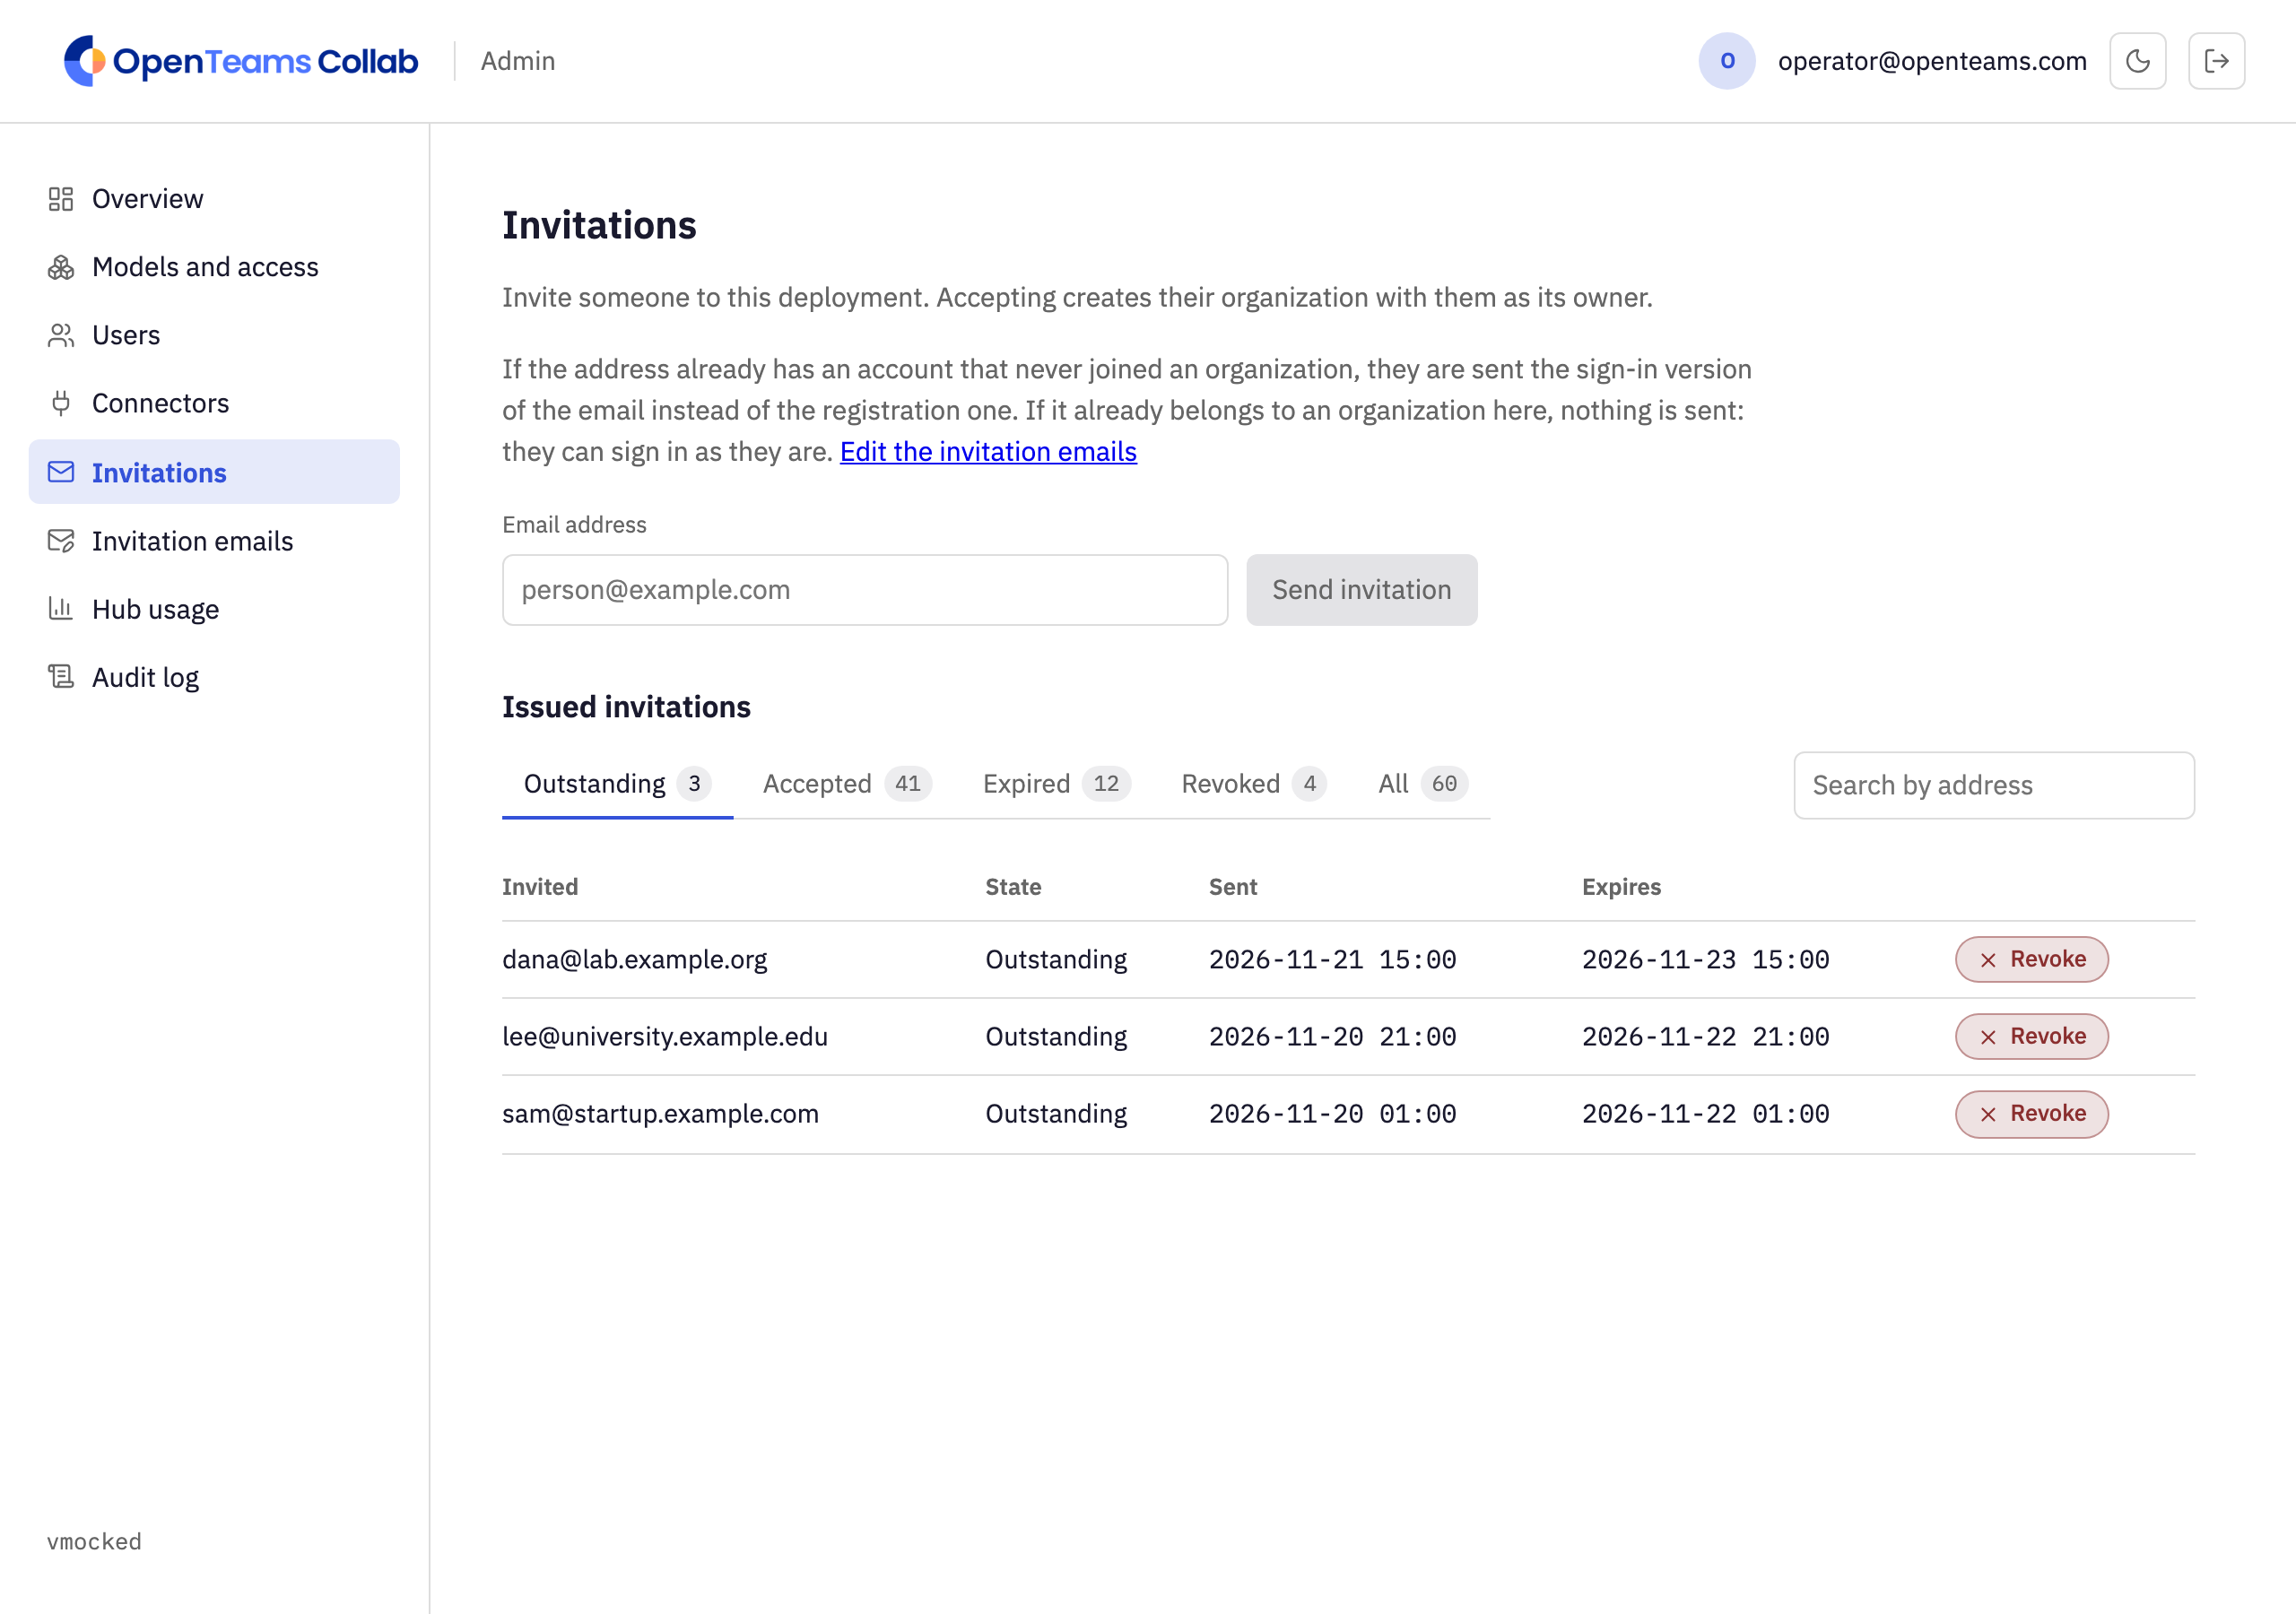 OpenTeams Collab
Admin
O
operator@openteams.com
Overview
Models and access
Users
Connectors
Invitations
Invitation emails
Hub usage
Audit log
vmocked
Invitations
Invite someone to this deployment. Accepting creates their organization with them as its owner.
If the address already has an account that never joined an organization, they are sent the sign-in version
of the email instead of the registration one. If it already belongs to an organization here, nothing is sent:
they can sign in as they are. Edit the invitation emails
Email address
person@example.com
Send invitation
Issued invitations
Outstanding 3 Accepted 41 Expired 12 Revoked 4 All 60
Search by address
Invited State Sent Expires
dana@lab.example.org Outstanding 2026-11-21 15:00 2026-11-23 15:00 Revoke
lee@university.example.edu Outstanding 2026-11-20 21:00 2026-11-22 21:00 Revoke
sam@startup.example.com Outstanding 2026-11-20 01:00 2026-11-22 01:00 Revoke